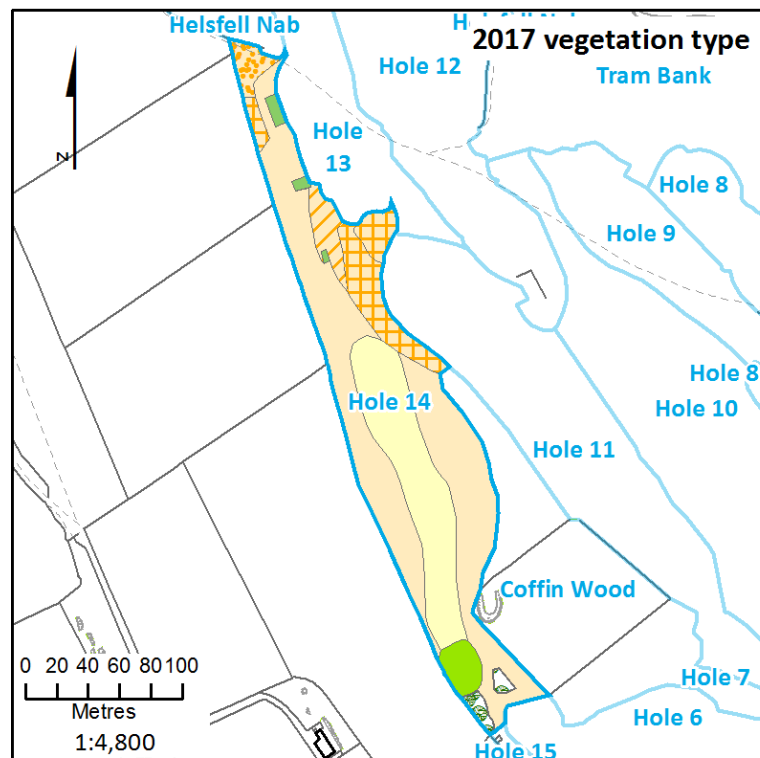 Helsfell Nab
2017 vegetation type
Hole 12
Tram Bank
Hole
13
Hole 8
Hole 9
N
Hole 8
Hole 14
Hole 10
Hole 11
Coffin Wood
0 20 40 60 80 100
Metres
1:4,800
Hole 7
Hole 6
Hole 15